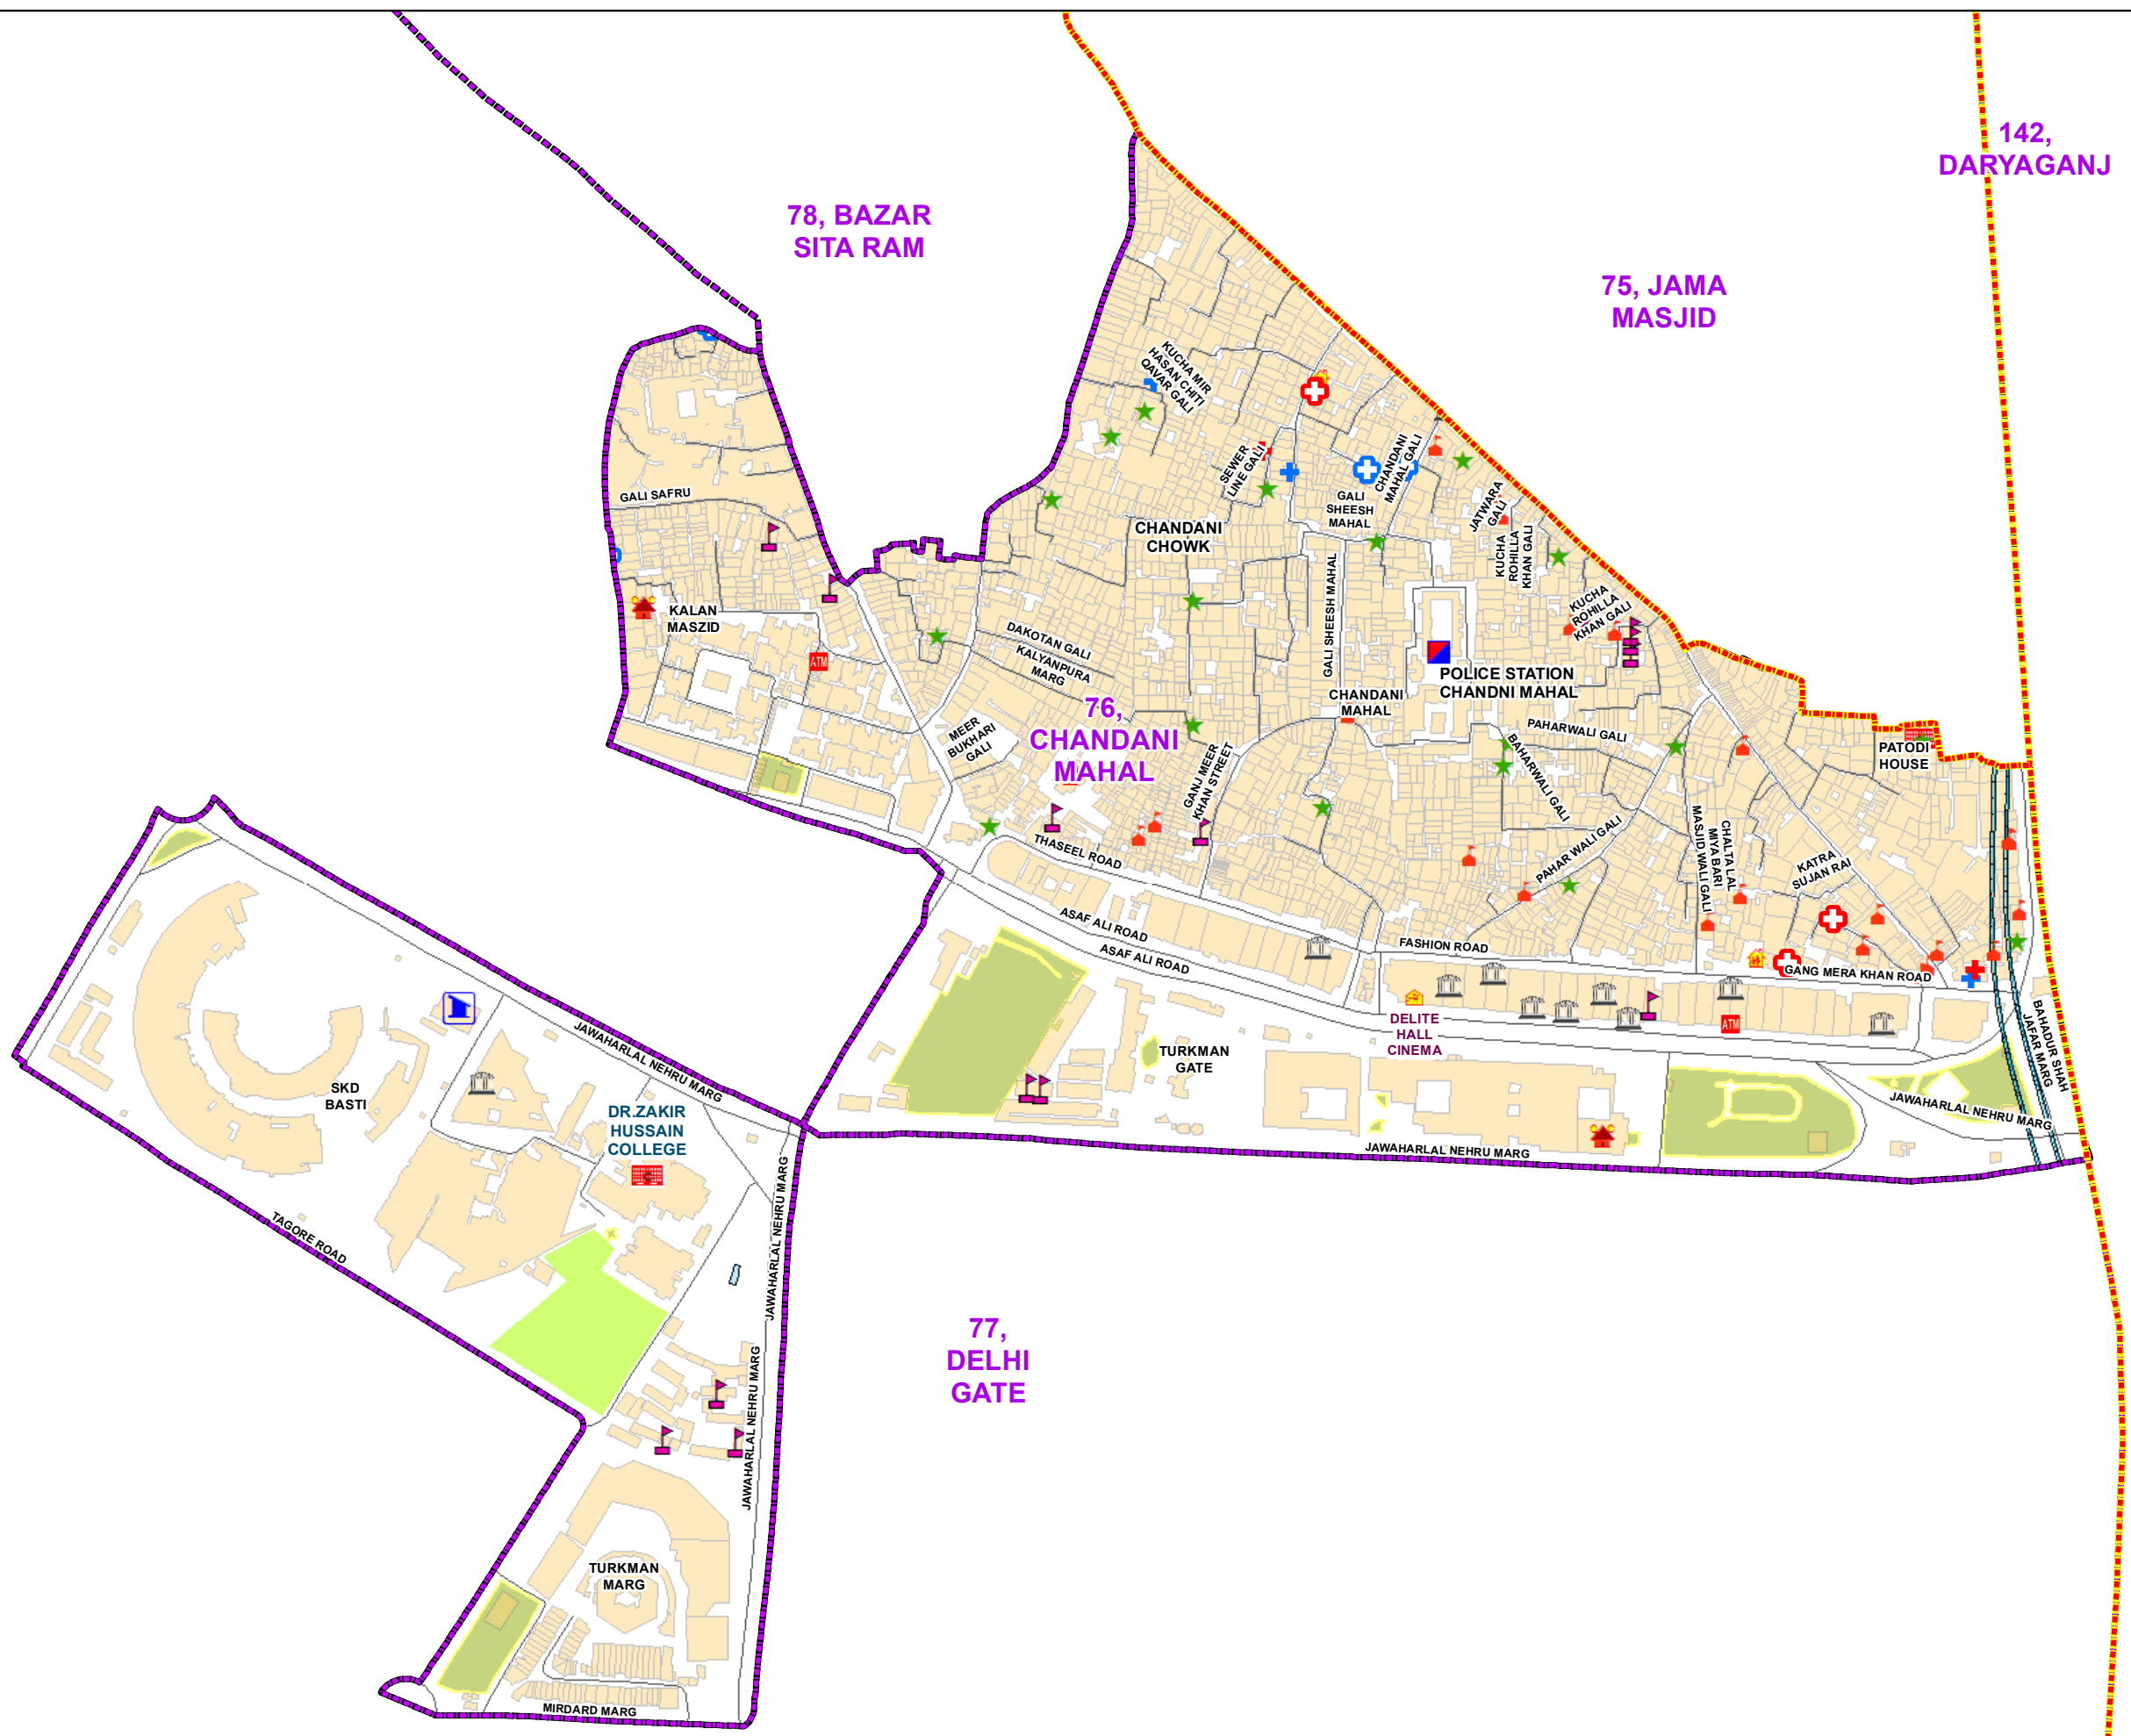 142,
DARYAGANJ
78, BAZAR
SITA RAM
75, JAMA
MASJID
KUCHA MIR
HASAN CHITI
QAVAR GALI
SEWER
LINE GALI
CHANDANI
MAHAL GALI
GALI
SHEESH
MAHAL
JATWARA
GALI
GALI SAFRU
CHANDANI
CHOWK
KUCHA
ROHILLA
KHAN GALI
GALI SHEESH MAHAL
KUCHA
ROHILLA
KHAN GALI
KALAN
MASZID
DAKOTAN GALI
KALYANPURA
MARG
ATM
POLICE STATION
CHANDNI MAHAL
CHANDANI
MAHAL
76,
CHANDANI
MAHAL
MEER
BUKHARI
GALI
PAHARWALI GALI
BAHARWALI GALI
PATODI
HOUSE
GANJ MEER
KHAN STREET
THASEEL ROAD
PAHAR WALI GALI
MASJID WALI GALI
CHALTA LAL
MIYA BARI
KATRA
SUJAN RAI
ASAF ALI ROAD
ASAF ALI ROAD
FASHION ROAD
GANG MERA KHAN ROAD
DELITE
HALL
CINEMA
ATM
TURKMAN
GATE
BAHADUR SHAH
JAFAR MARG
JAWAHARLAL NEHRU MARG
JAWAHARLAL NEHRU MARG
JAWAHARLAL NEHRU MARG
SKD
BASTI
DR.ZAKIR
HUSSAIN
COLLEGE
JAWAHARLAL NEHRU MARG
TAGORE ROAD
77,
DELHI
GATE
JAWAHARLAL NEHRU MARG
TURKMAN
MARG
MIRDARD MARG